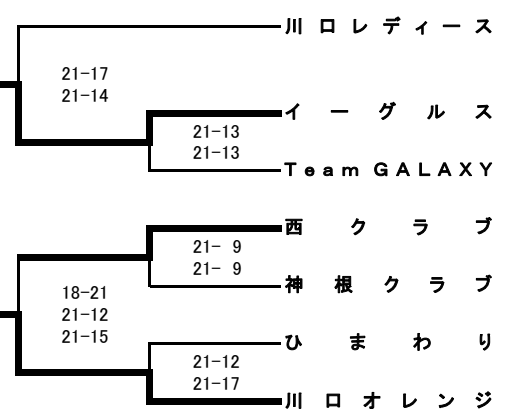 川口レディース
21-17
21-14
イーグルス
21-13
21-13
Team GALAXY
西クラブ
21- 9
21- 9
神根クラブ
18-21
21-12
21-15
ひまわり
21-12
21-17
川口オレンジ